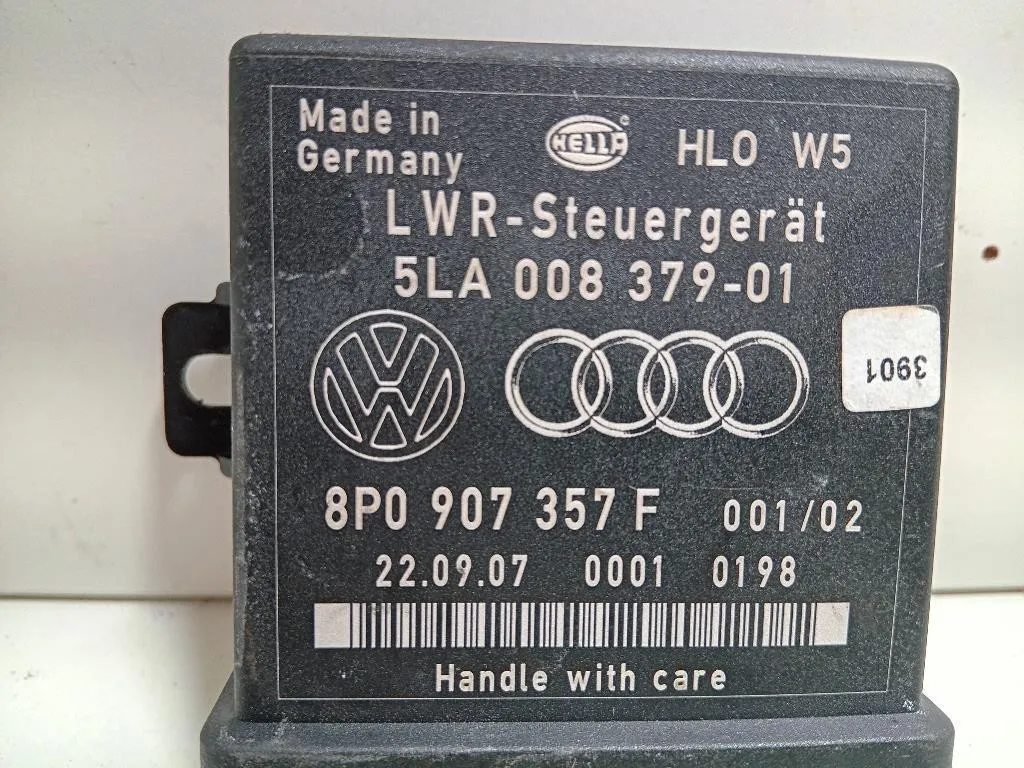 Made in
Germany
HELLA © HL0 W5
LWR-Steuergerät
5LA 008 379-01
3901
8P0 907 357 F 001/02
22.09.07 0001 0198
Handle with care